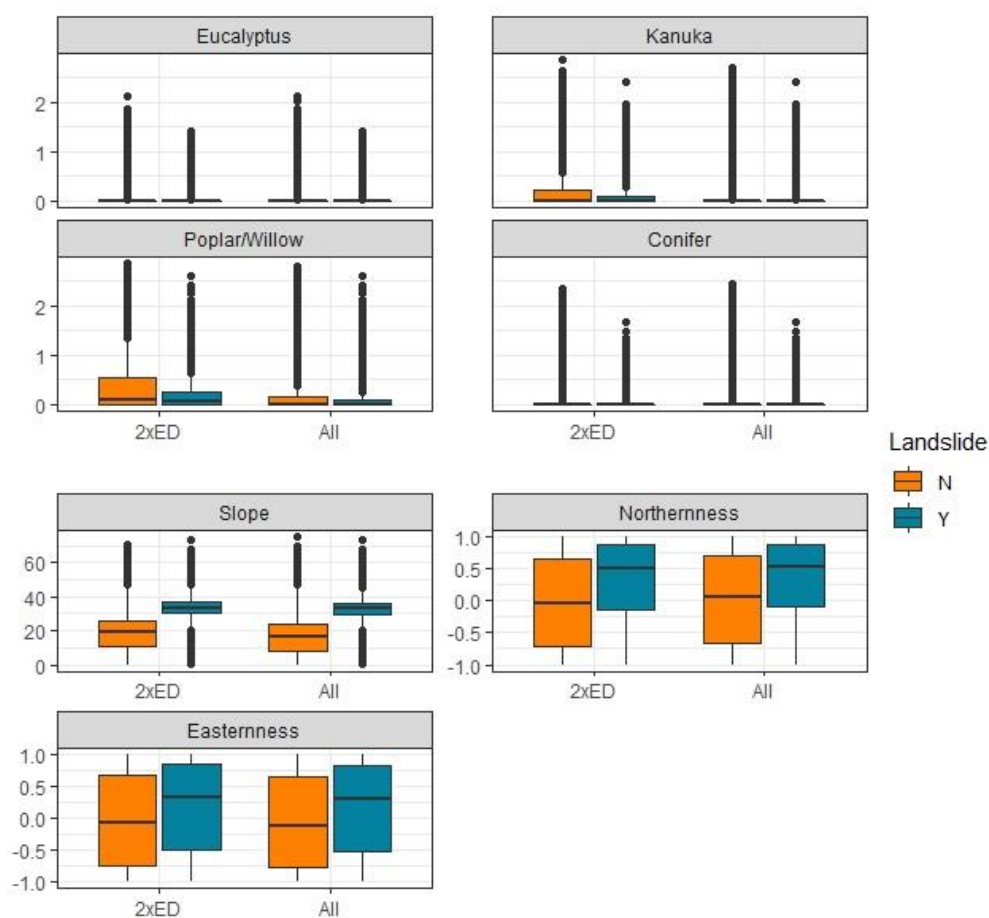 Eucalyptus
2
1
0
Kanuka
Poplar/Willow
2
1
0
2xED
All
Conifer
2xED
All
Landslide
N
Y
Slope
60
40
20
0
2xED
All
Northernness
1.0
0.5
0.0
-0.5
-1.0
2xED
All
Easternness
1.0
0.5
0.0
-0.5
-1.0
2xED
All